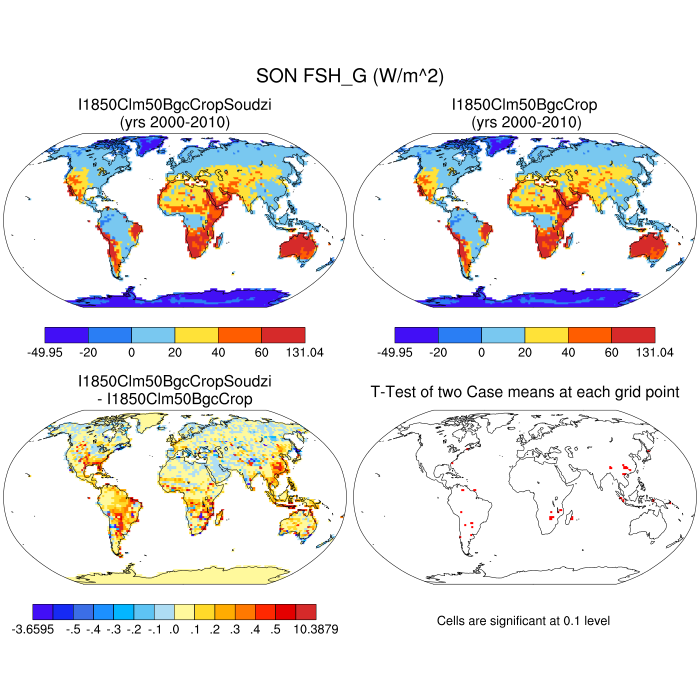 SON FSH_G (W/m^2)
I1850Clm50BgcCropSoudzi
(yrs 2000-2010)
I1850Clm50BgcCrop
(yrs 2000-2010)
-49.95 -20 0 20 40 60 131.04
-49.95 -20 0 20 40 60 131.04
I1850Clm50BgcCropSoudzi
- I1850Clm50BgcCrop
T-Test of two Case means at each grid point
-3.6595 -.5 -.4 -.3 -.2 -.1 .0 .1 .2 .3 .4 .5 10.3879
Cells are significant at 0.1 level